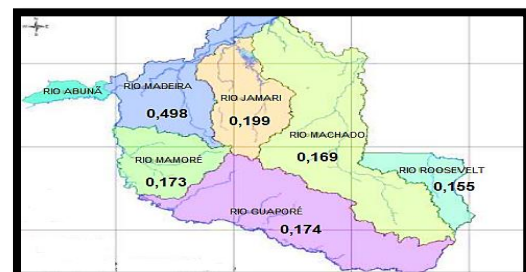 RIO ABUNÃ
RIO MADEIRA
0,498
RIO JAMARI
0,199
RIO MACHADO
0,169
RIO MAMORÉ
0,173
RIO ROOSEVELT
0,155
RIO GUAPORÉ
0,174